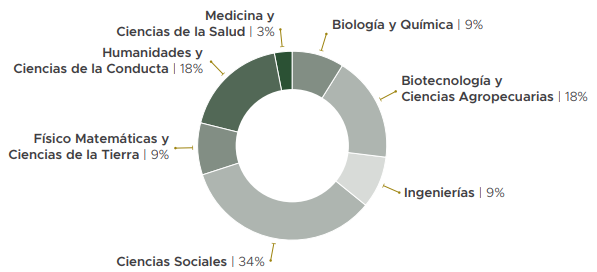 Medicina y
Ciencias de la Salud | 3%
Biología y Química | 9%
Humanidades y
Ciencias de la Conducta | 18%
Biotecnología y
Ciencias Agropecuarias | 18%
Físico Matemáticas y
Ciencias de la Tierra | 9%
Ingenierías | 9%
Ciencias Sociales | 34%